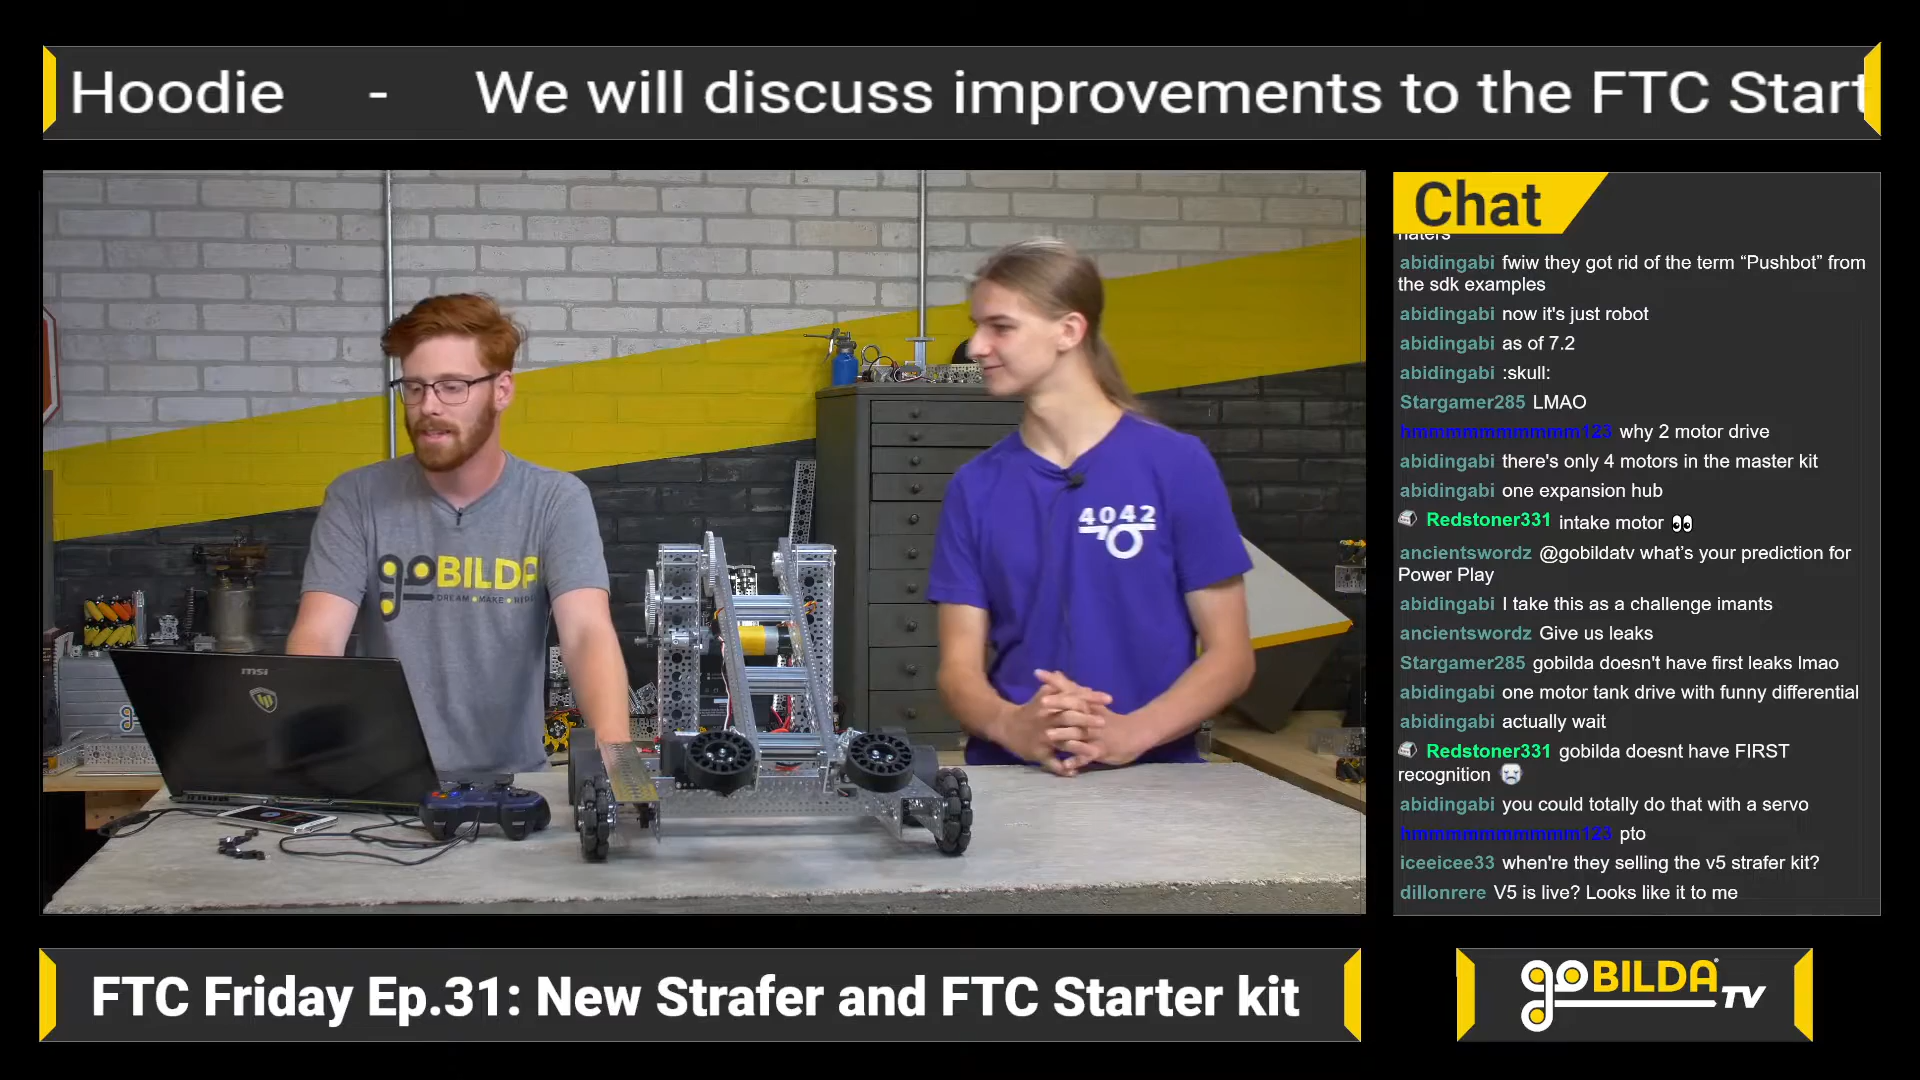 Hoodie - We will discuss improvements to the FTC Start
Chat
haters
abidingabi fwiw they got rid of the term “Pushbot” from
the sdk examples
abidingabi now it's just robot
abidingabi as of 7.2
abidingabi :skull:
Stargamer285 LMAO
hmmmmmmmmmm123 why 2 motor drive
abidingabi there's only 4 motors in the master kit
abidingabi one expansion hub
Redstoner331 intake motor 👀
ancientswordz @gobildatv what's your prediction for
Power Play
abidingabi I take this as a challenge imants
ancientswordz Give us leaks
Stargamer285 gobilda doesn't have first leaks lmao
abidingabi one motor tank drive with funny differential
abidingabi actually wait
Redstoner331 gobilda doesnt have FIRST
recognition
abidingabi you could totally do that with a servo
hmmmmmmmmmm123 pto
iceeicee33 when're they selling the v5 strafer kit?
dillonrere V5 is live? Looks like it to me
4042
goBILDA
DREAM • MAKE • RIDE
msi
FTC Friday Ep.31: New Strafer and FTC Starter kit
goBILDA TV